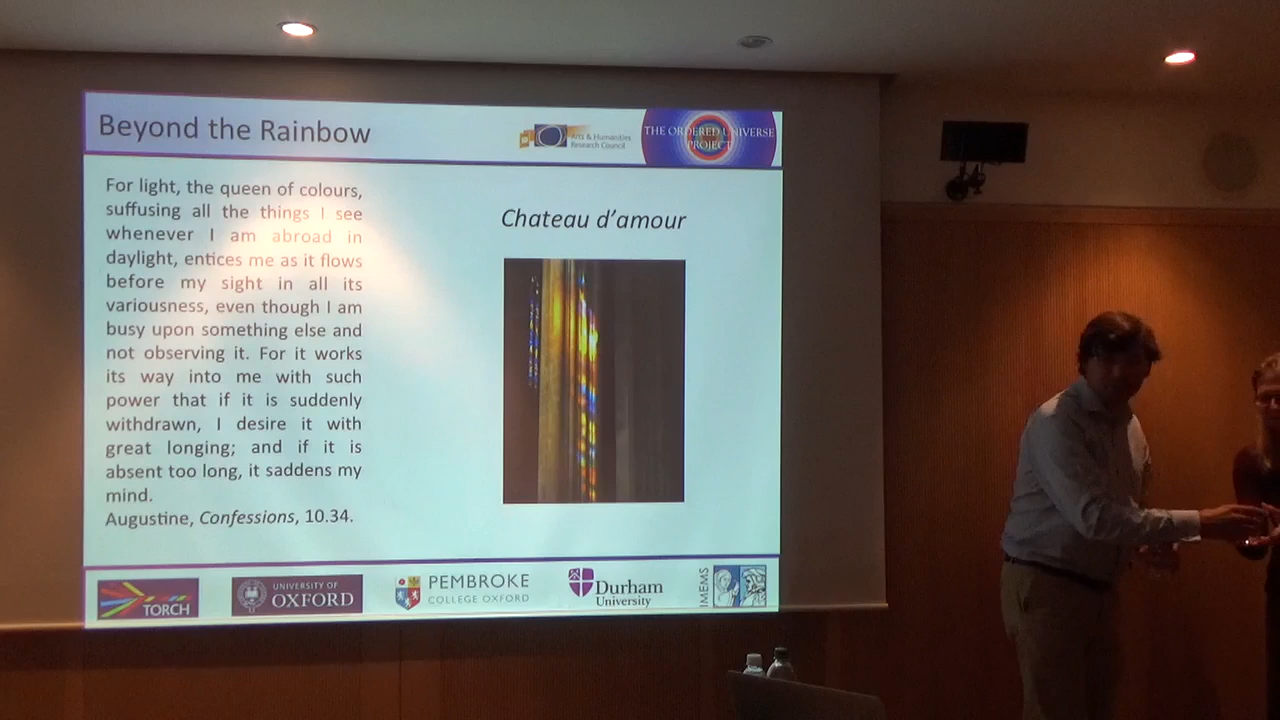 Beyond the Rainbow
Arts & Humanities
Research Council
THE ORDERED UNIVERSE
PROJECT
For light, the queen of colours,
suffusing all the things I see
whenever I am abroad in
daylight, entices me as it flows
before my sight in all its
variousness, even though I am
busy upon something else and
not observing it. For it works
its way into me with such
power that if it is suddenly
withdrawn, I desire it with
great longing; and if it is
absent too long, it saddens my
mind.
Augustine, Confessions, 10.34.
Chateau d'amour
TORCH
UNIVERSITY OF
OXFORD
PEMBROKE
COLLEGE OXFORD
Durham
University
IMEMS